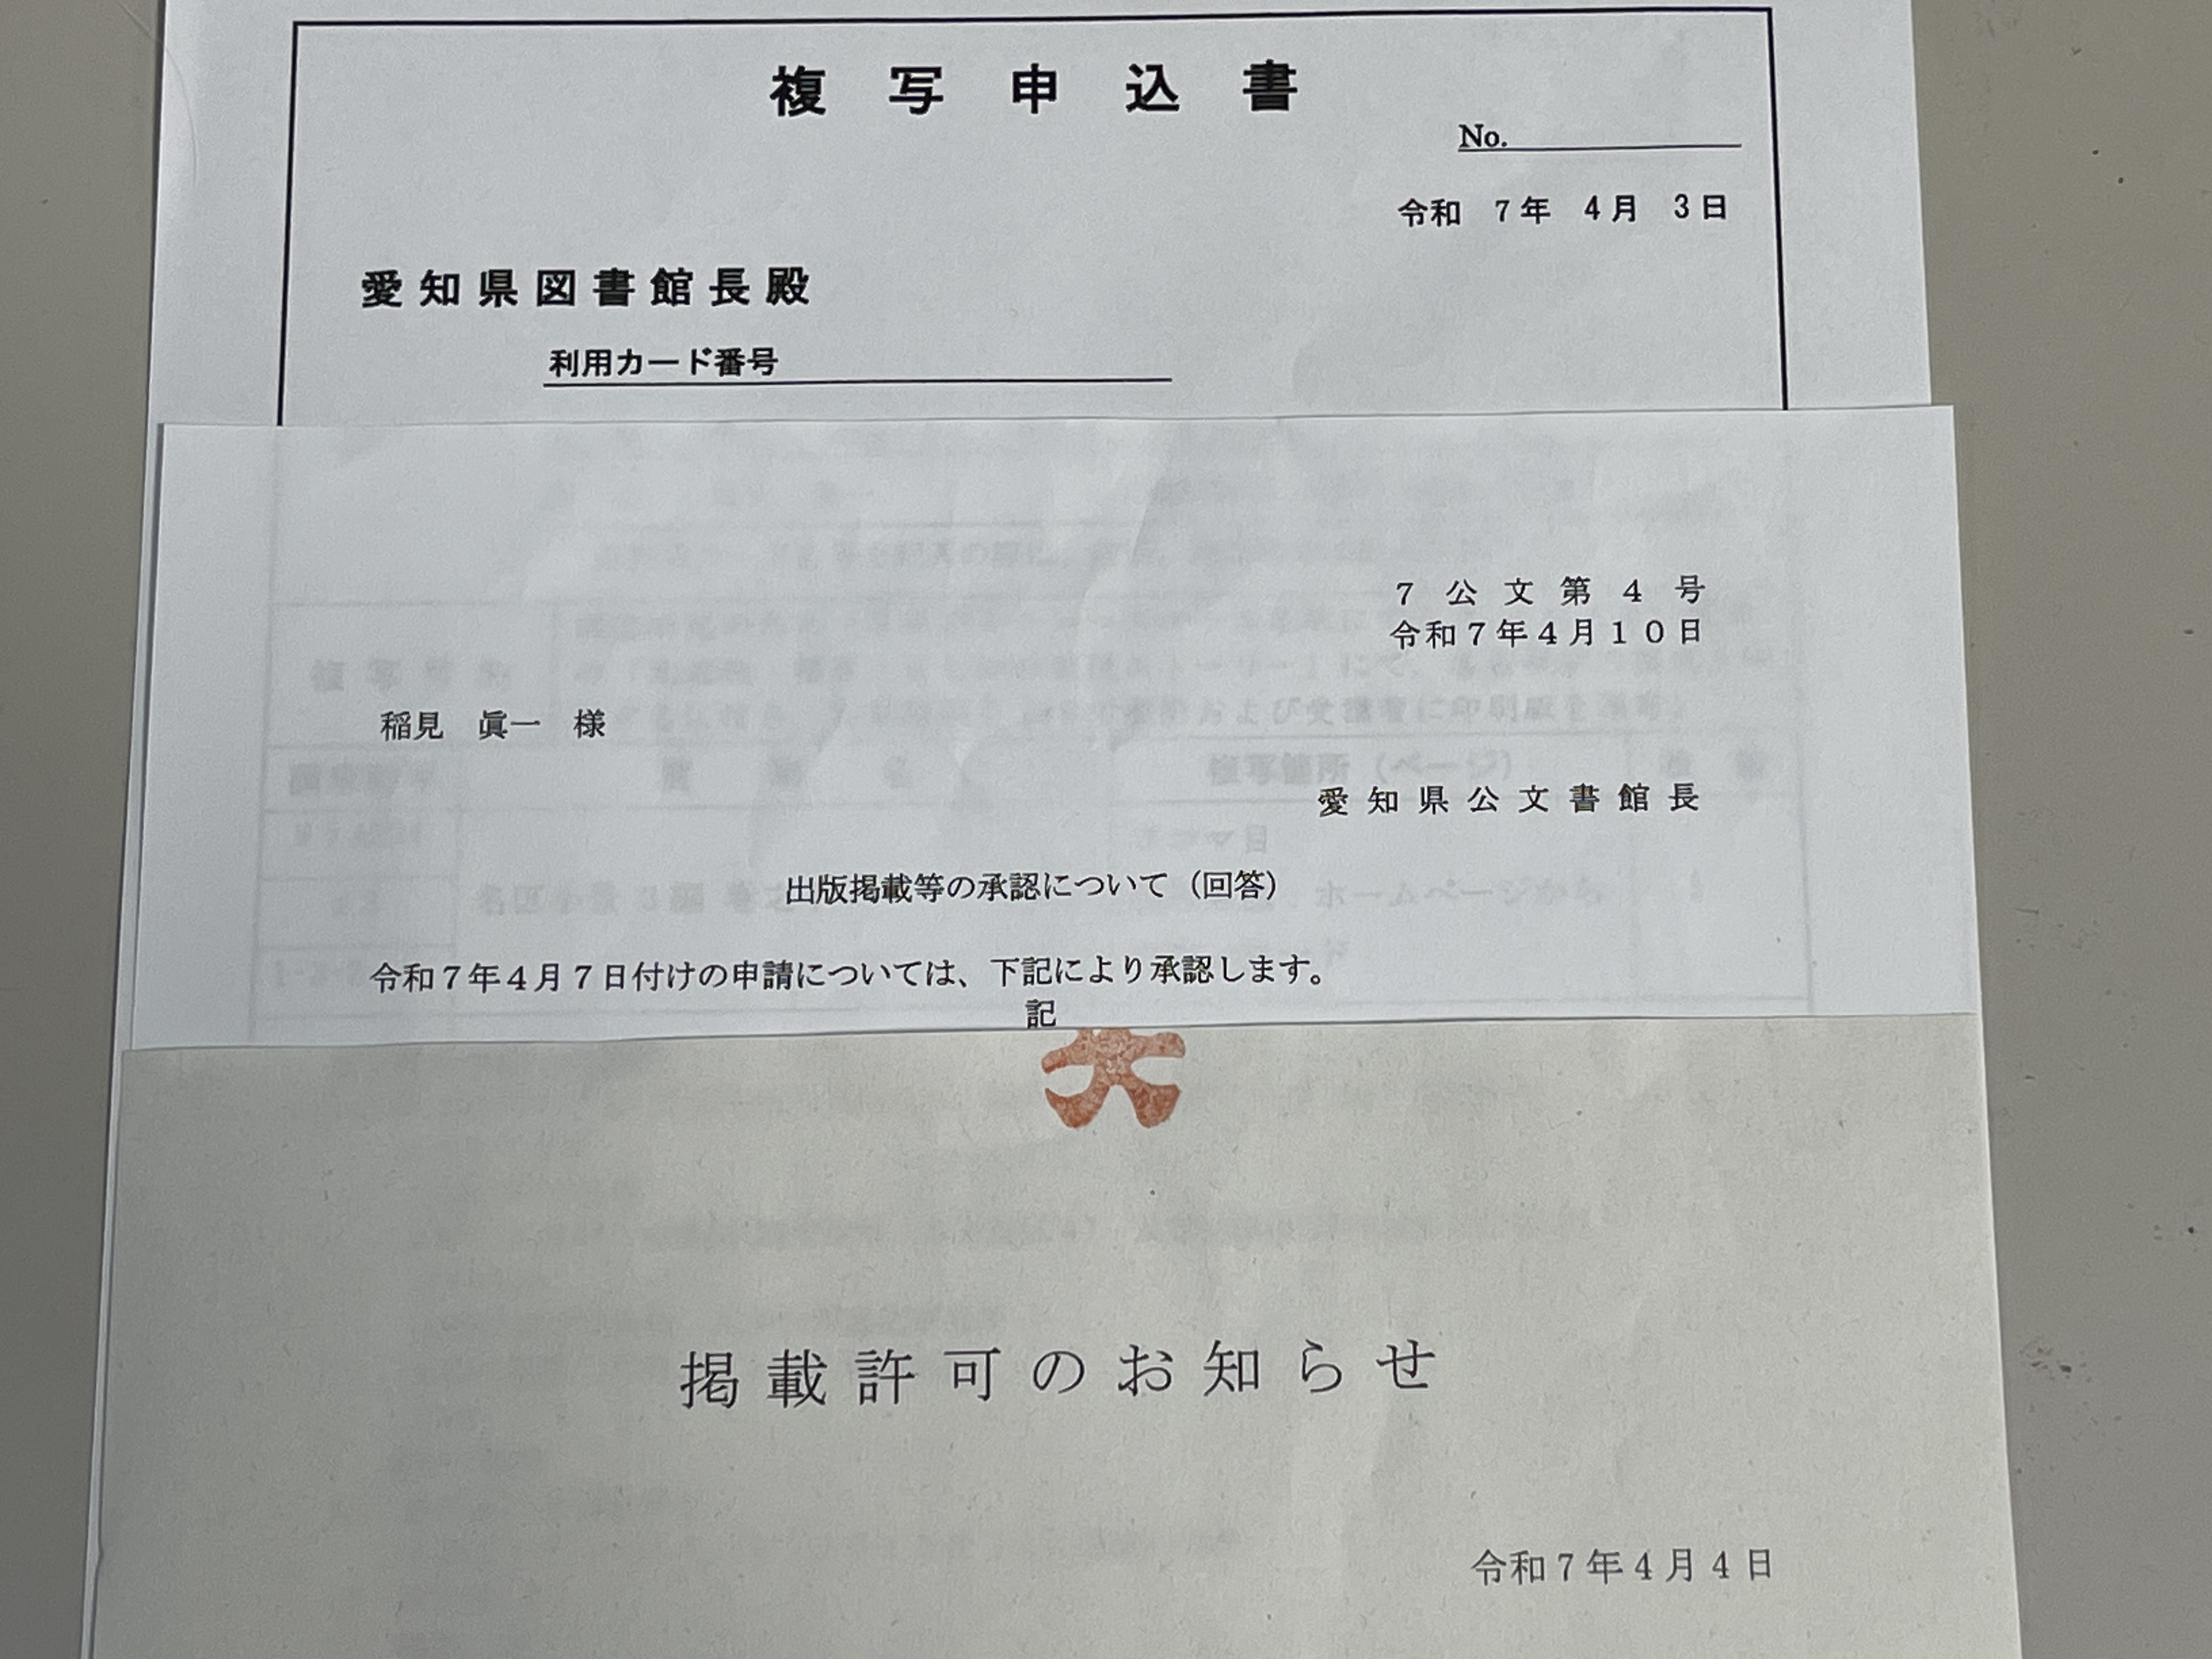 複写申込書
No.
令和 7年 4月 3日
愛知県図書館長殿
利用カード番号
7公文第4号
令和7年4月10日
稲見 眞一 様
愛知県公文書館長
出版掲載等の承認について（回答）
令和7年4月7日付けの申請については、下記により承認します。
記
掲載許可のお知らせ
令和7年4月4日